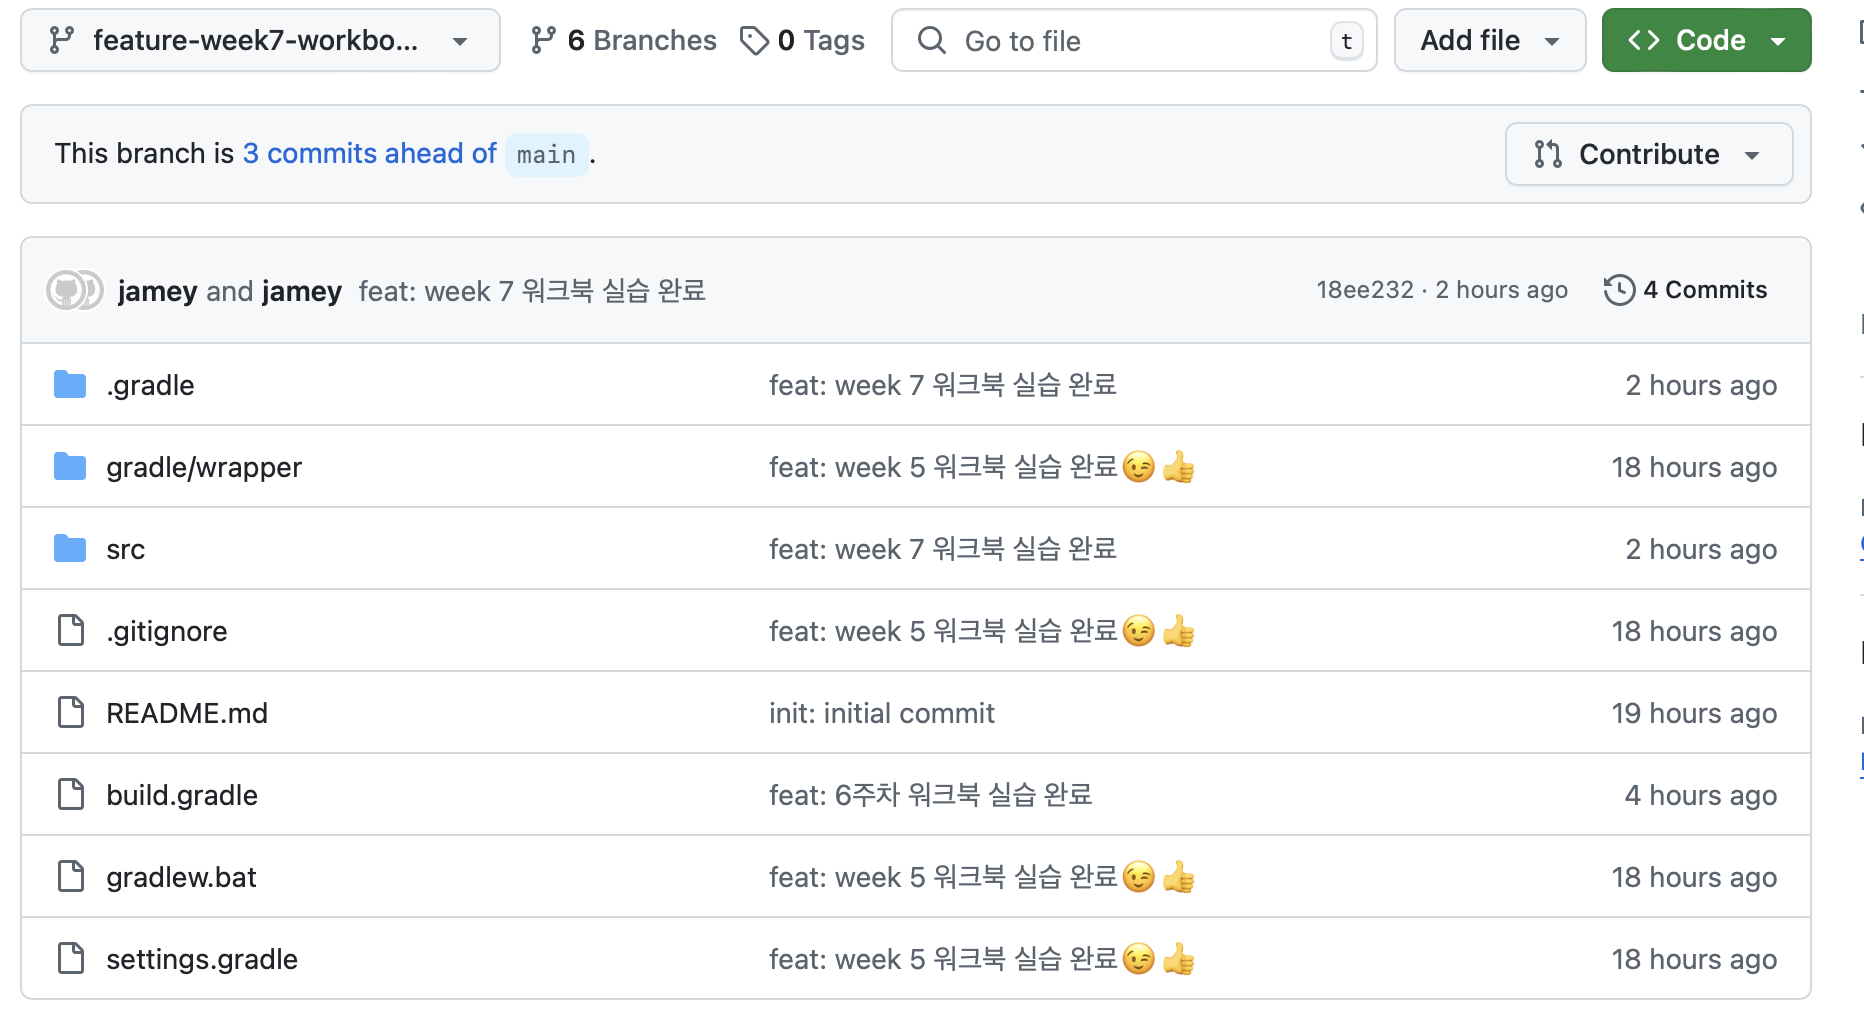 feature-week7-workbo... 6 Branches 0 Tags Go to file t Add file Code
This branch is 3 commits ahead of main .
Contribute
jamey and jamey feat: week 7 워크북 실습 완료 18ee232 · 2 hours ago 4 Commits
.gradle feat: week 7 워크북 실습 완료 2 hours ago
gradle/wrapper feat: week 5 워크북 실습 완료😉👍 18 hours ago
src feat: week 7 워크북 실습 완료 2 hours ago
.gitignore feat: week 5 워크북 실습 완료😉👍 18 hours ago
README.md init: initial commit 19 hours ago
build.gradle feat: 6주차 워크북 실습 완료 4 hours ago
gradlew.bat feat: week 5 워크북 실습 완료😉👍 18 hours ago
settings.gradle feat: week 5 워크북 실습 완료😉👍 18 hours ago